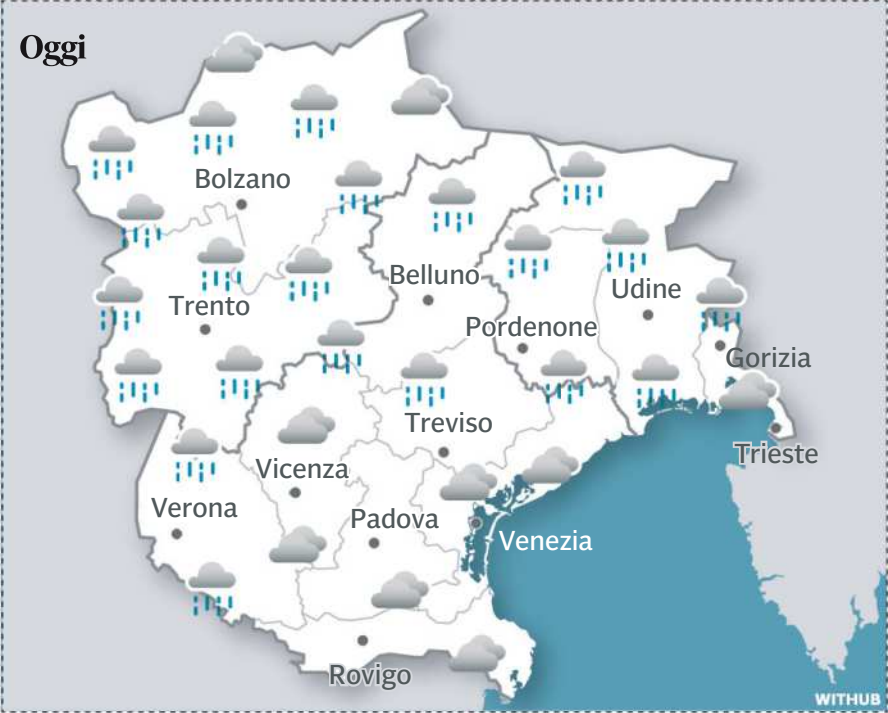 Oggi
Bolzano
Belluno
Trento
Udine
Pordenone
Gorizia
Treviso
Trieste
Vicenza
Verona
Padova
Venezia
Rovigo
WITHUB